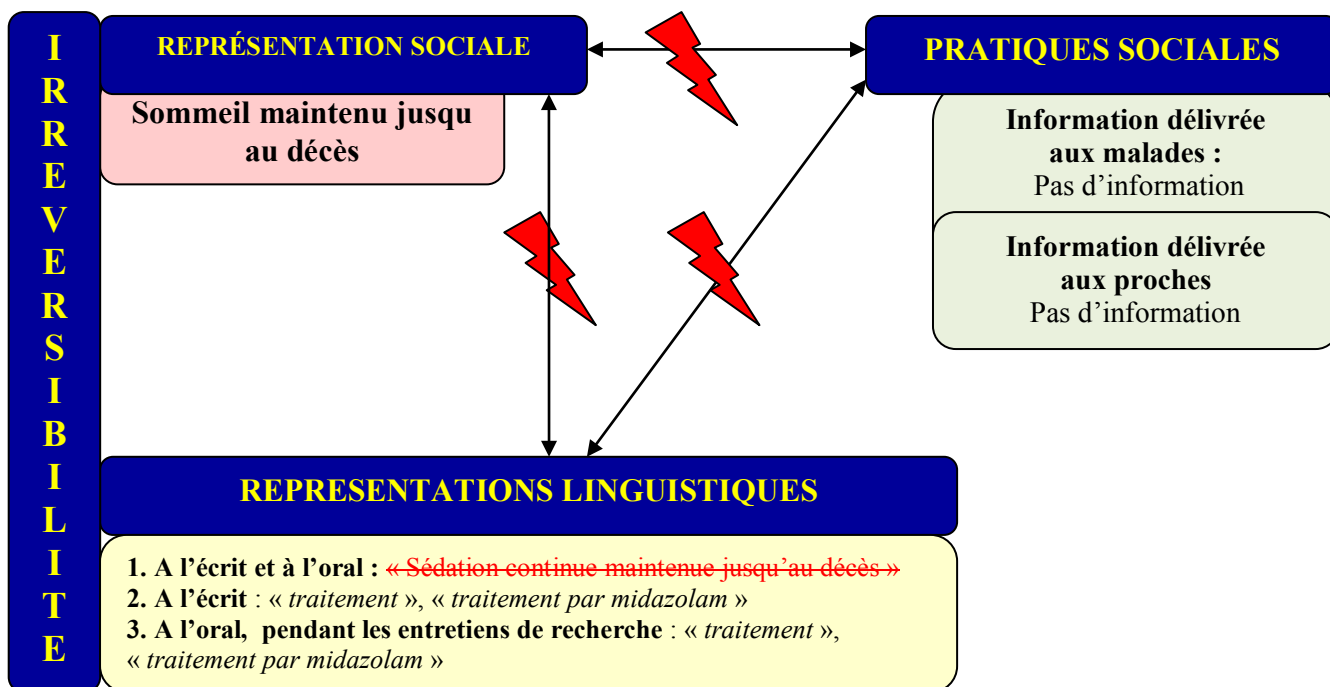 IRREVERSIBILITE
REPRÉSENTATION SOCIALE
Sommeil maintenu jusqu
au décès
PRATIQUES SOCIALES
Information délivrée
aux malades :
Pas d’information
Information délivrée
aux proches
Pas d’information
REPRESENTATIONS LINGUISTIQUES
1. A l’écrit et à l’oral : « Sédation continue maintenue jusqu’au décès »
2. A l’écrit : « traitement », « traitement par midazolam »
3. A l’oral, pendant les entretiens de recherche : « traitement »,
« traitement par midazolam »